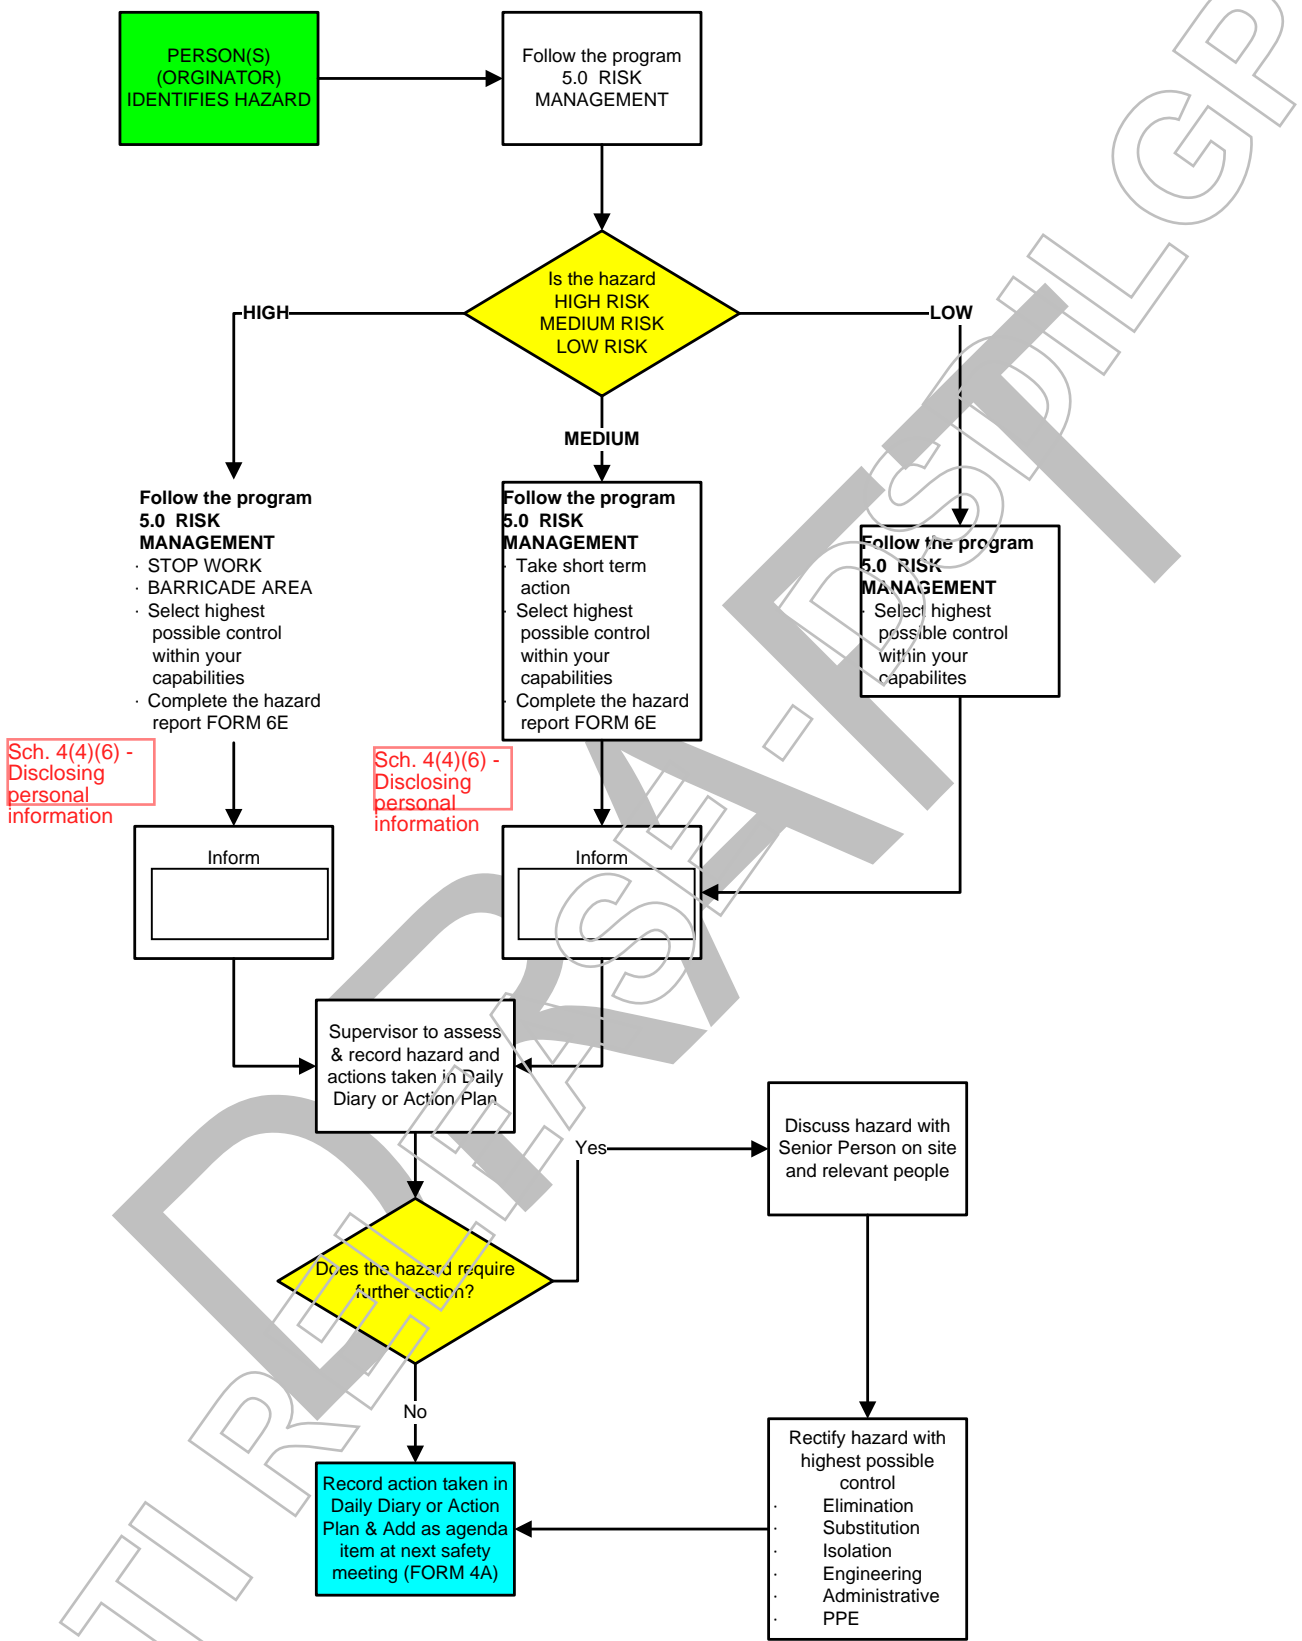 PERSON(S)
(ORGINATOR)
IDENTIFIES HAZARD
Follow the program
5.0 RISK
MANAGEMENT
Is the hazard
HIGH RISK
MEDIUM RISK
LOW RISK
HIGH
LOW
MEDIUM
Follow the program
5.0 RISK
MANAGEMENT
· STOP WORK
· BARRICADE AREA
· Select highest
possible control
within your
capabilities
· Complete the hazard
report FORM 6E
Follow the program
5.0 RISK
MANAGEMENT
· Take short term
action
· Select highest
possible control
within your
capabilities
· Complete the hazard
report FORM 6E
Follow the program
5.0 RISK
MANAGEMENT
· Select highest
possible control
within your
capabilites
Sch. 4(4)(6) -
Disclosing
personal
information
Sch. 4(4)(6) -
Disclosing
personal
information
Inform
Inform
Supervisor to assess
& record hazard and
actions taken in Daily
Diary or Action Plan
Yes
Discuss hazard with
Senior Person on site
and relevant people
Does the hazard require
further action?
No
Record action taken in
Daily Diary or Action
Plan & Add as agenda
item at next safety
meeting (FORM 4A)
Rectify hazard with
highest possible
control
· Elimination
· Substitution
· Isolation
· Engineering
· Administrative
· PPE
DRAFT
TI RELEASE - DSDILGP